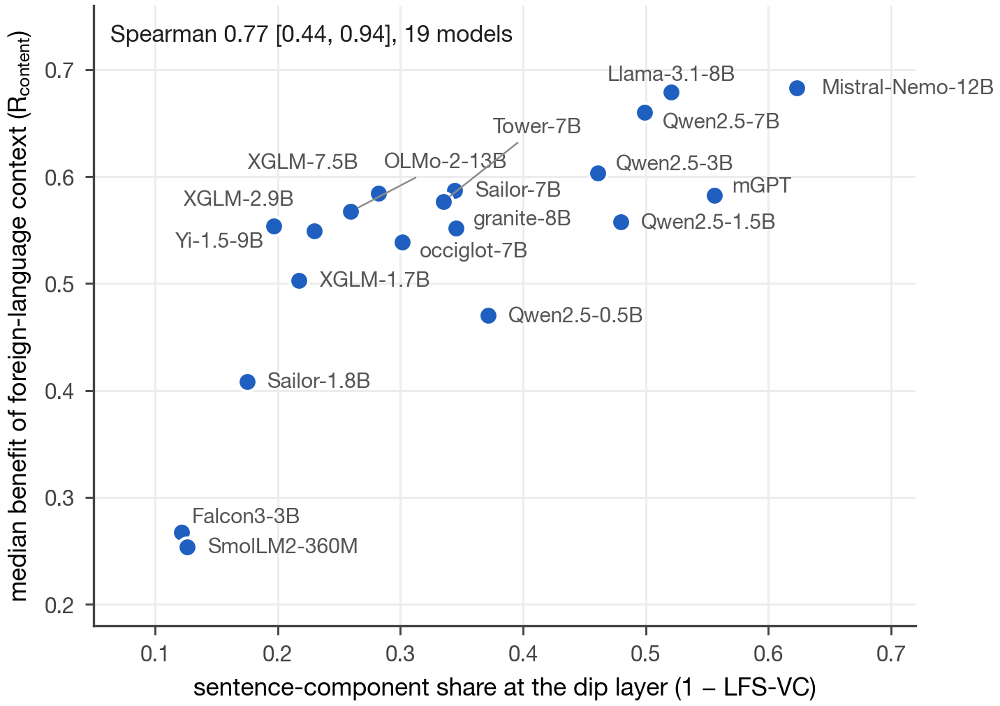 Spearman 0.77 [0.44, 0.94], 19 models
median benefit of foreign-language context (R_content)
0.7
0.6
0.5
0.4
0.3
0.2
Llama-3.1-8B
Mistral-Nemo-12B
Qwen2.5-7B
Tower-7B
XGLM-7.5B
OLMo-2-13B
Qwen2.5-3B
mGPT
Sailor-7B
XGLM-2.9B
granite-8B
Qwen2.5-1.5B
Yi-1.5-9B
occiglot-7B
XGLM-1.7B
Qwen2.5-0.5B
Sailor-1.8B
Falcon3-3B
SmolLM2-360M
0.1
0.2
0.3
0.4
0.5
0.6
0.7
sentence-component share at the dip layer (1 − LFS-VC)